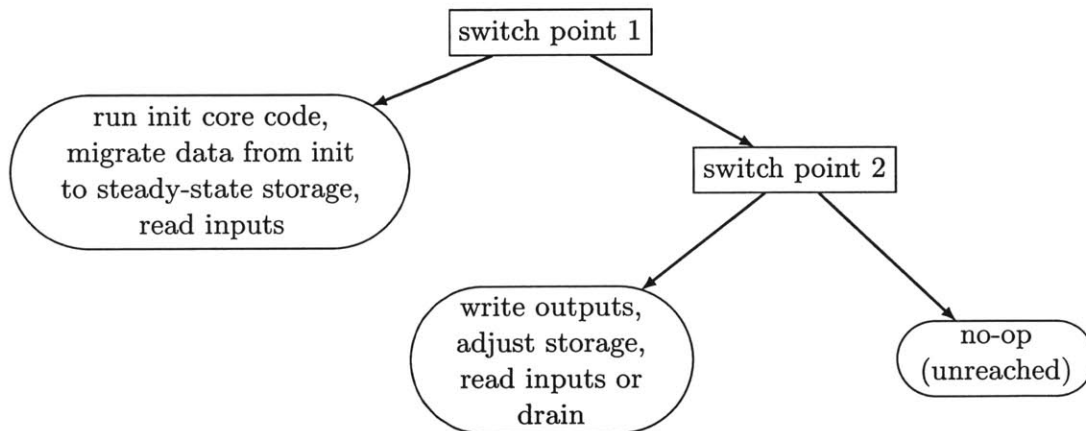 switch point 1
run init core code,
migrate data from init
to steady-state storage,
read inputs
switch point 2
write outputs,
adjust storage,
read inputs or
drain
no-op
(unreached)